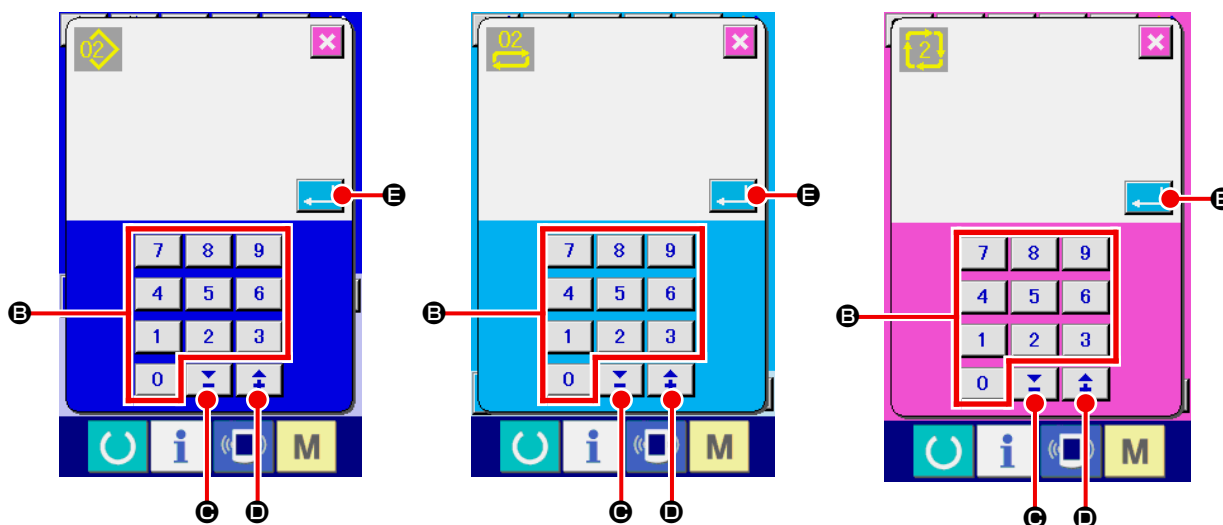 02 02 2
E E E
7 8 9 7 8 9 7 8 9
B 4 5 6 B 4 5 6 B 4 5 6
1 2 3 1 2 3 1 2 3
0 0 0
i M i M i M
C D C D C D